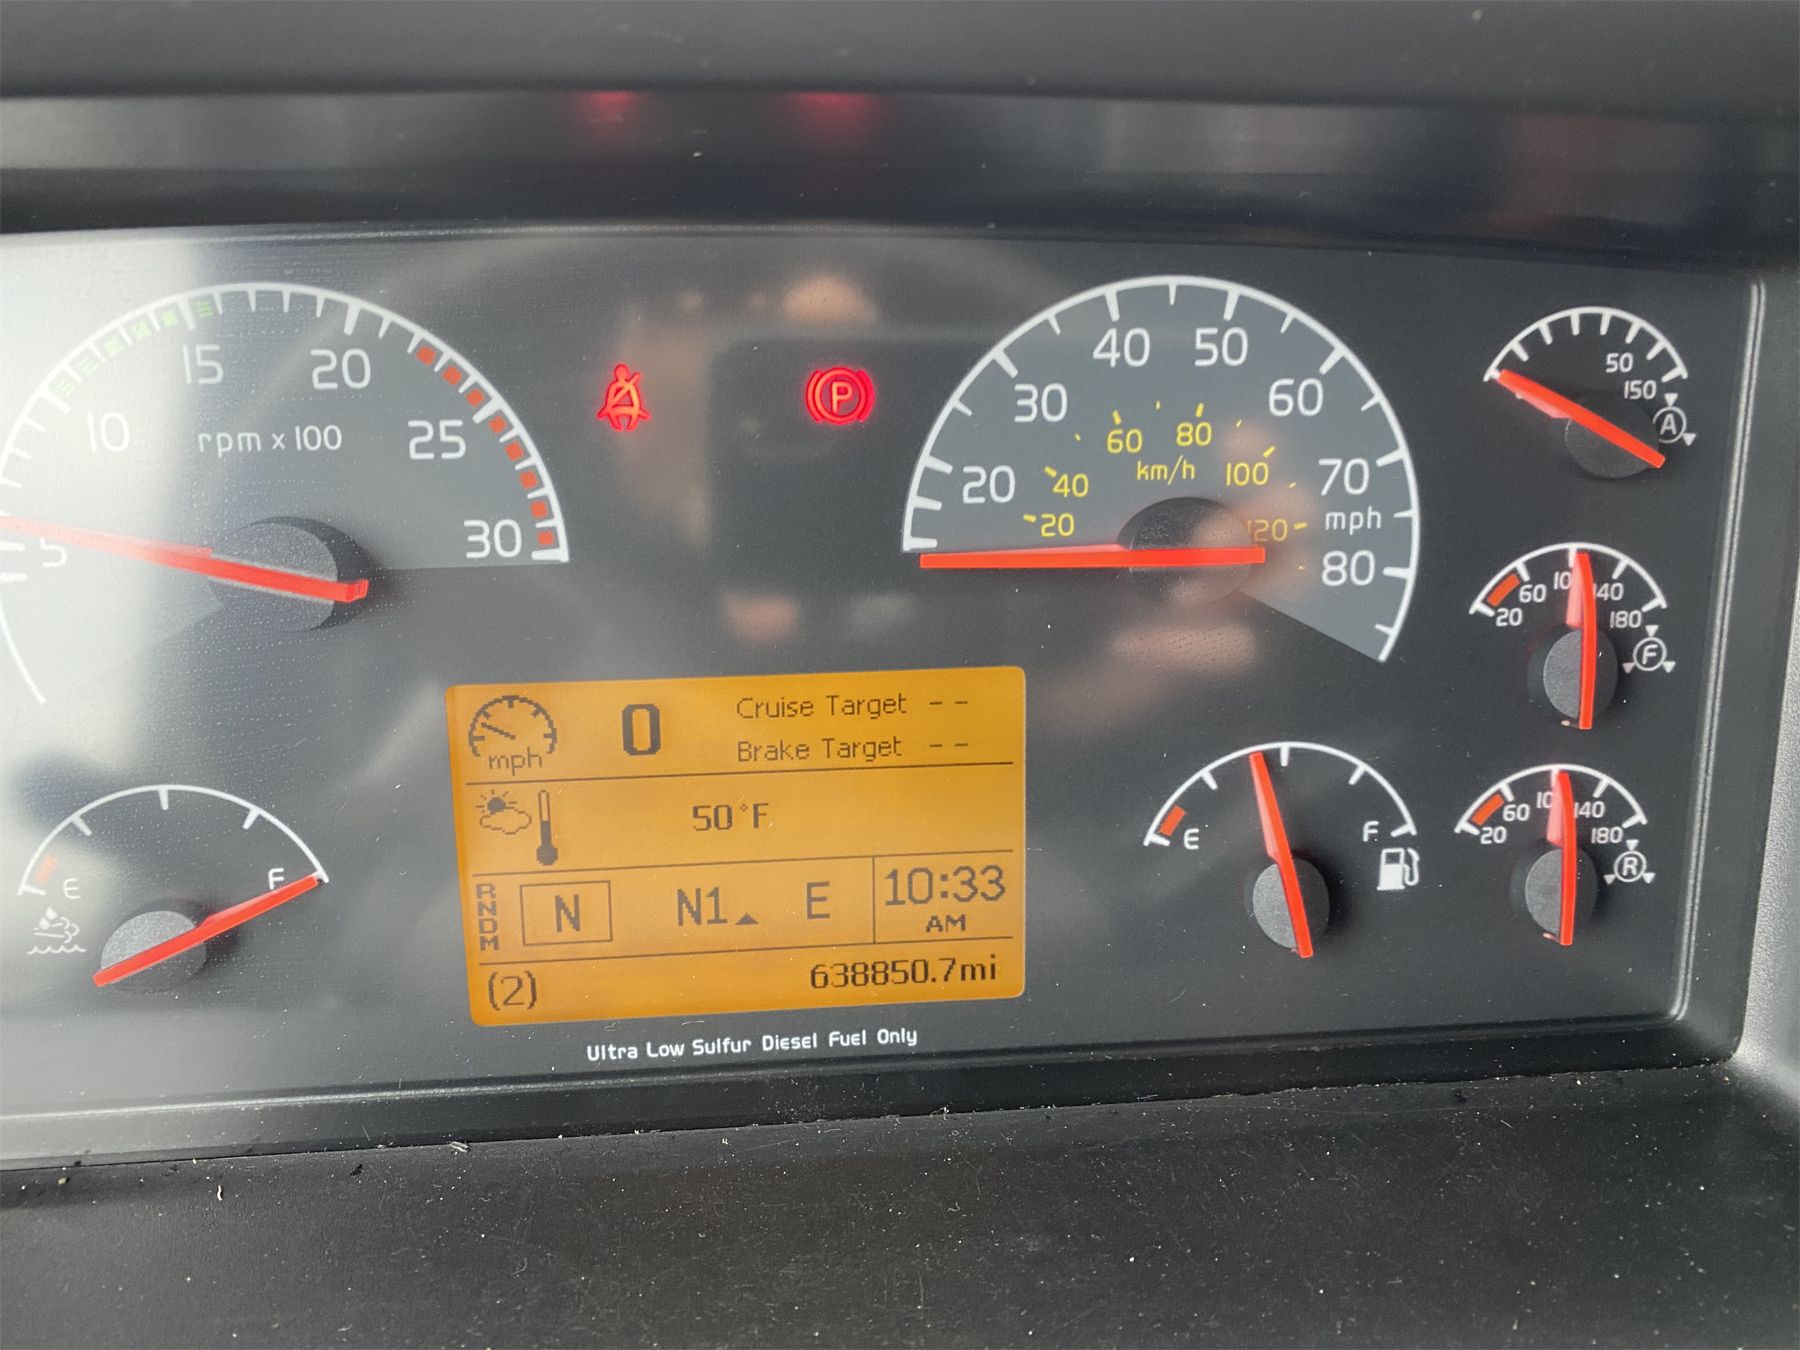 5
10
15
20
25
30
rpm x 100
P
20
30
40
50
60
70
80
mph
20
40
60
80
100
120
km/h
50
150
A
20
60
140
180
F
E
F
E
F
20
60
140
180
R
mph
0
Cruise Target --
Brake Target --
50°F
RNDM
N
N1
E
10:33
AM
(2)
638850.7mi
Ultra Low Sulfur Diesel Fuel Only